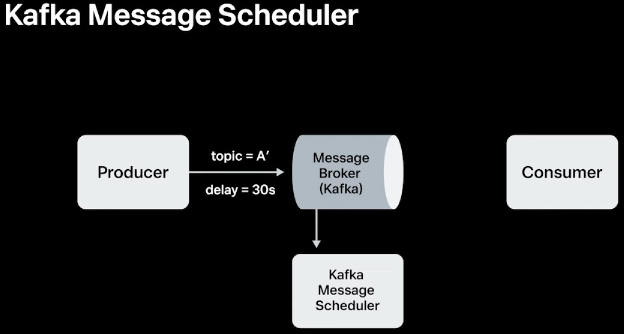 Kafka Message Scheduler
Producer
topic = A′
delay = 30s
Message
Broker
(Kafka)
Consumer
Kafka
Message
Scheduler